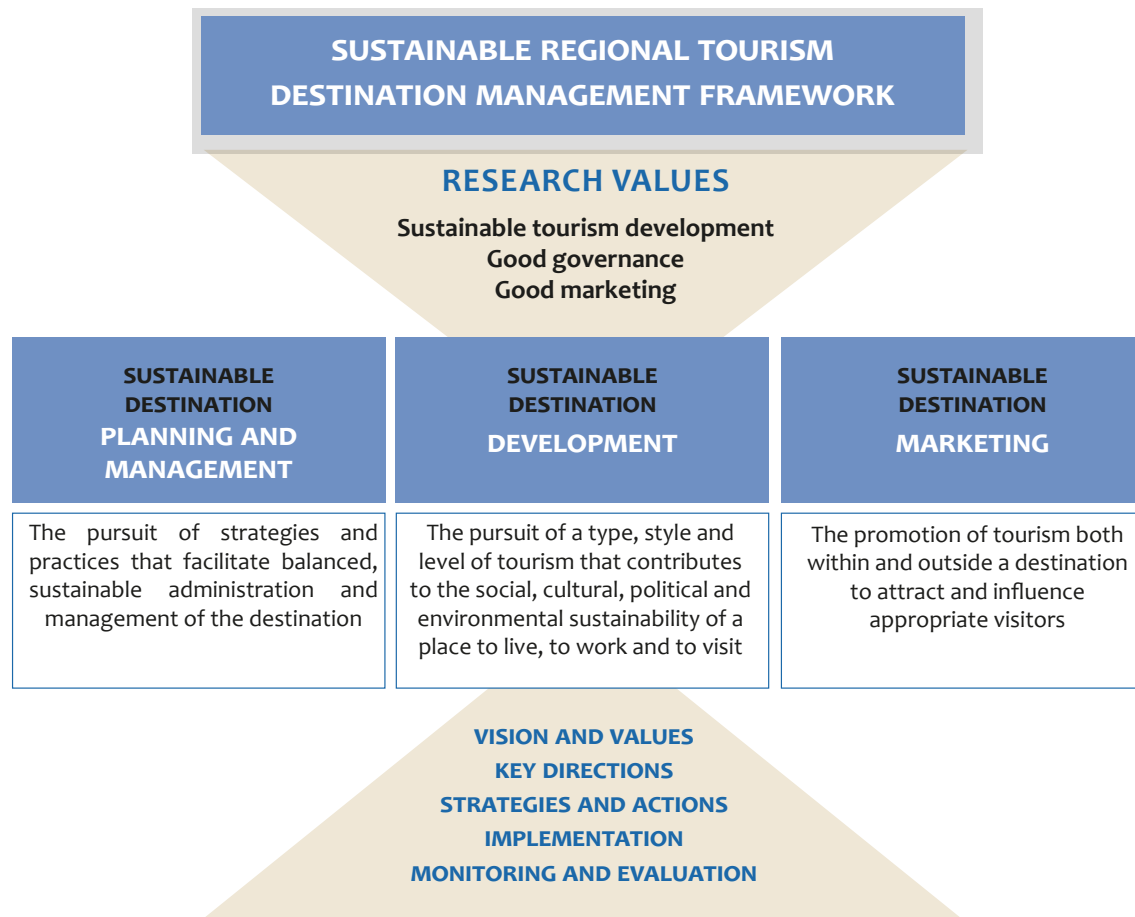 SUSTAINABLE REGIONAL TOURISM
DESTINATION MANAGEMENT FRAMEWORK
RESEARCH VALUES
Sustainable tourism development
Good governance
Good marketing
SUSTAINABLE
DESTINATION
PLANNING AND
MANAGEMENT
The pursuit of strategies and
practices that facilitate balanced,
sustainable administration and
management of the destination
SUSTAINABLE
DESTINATION
DEVELOPMENT
The pursuit of a type, style and
level of tourism that contributes
to the social, cultural, political and
environmental sustainability of a
place to live, to work and to visit
SUSTAINABLE
DESTINATION
MARKETING
The promotion of tourism both
within and outside a destination
to attract and influence
appropriate visitors
VISION AND VALUES
KEY DIRECTIONS
STRATEGIES AND ACTIONS
IMPLEMENTATION
MONITORING AND EVALUATION